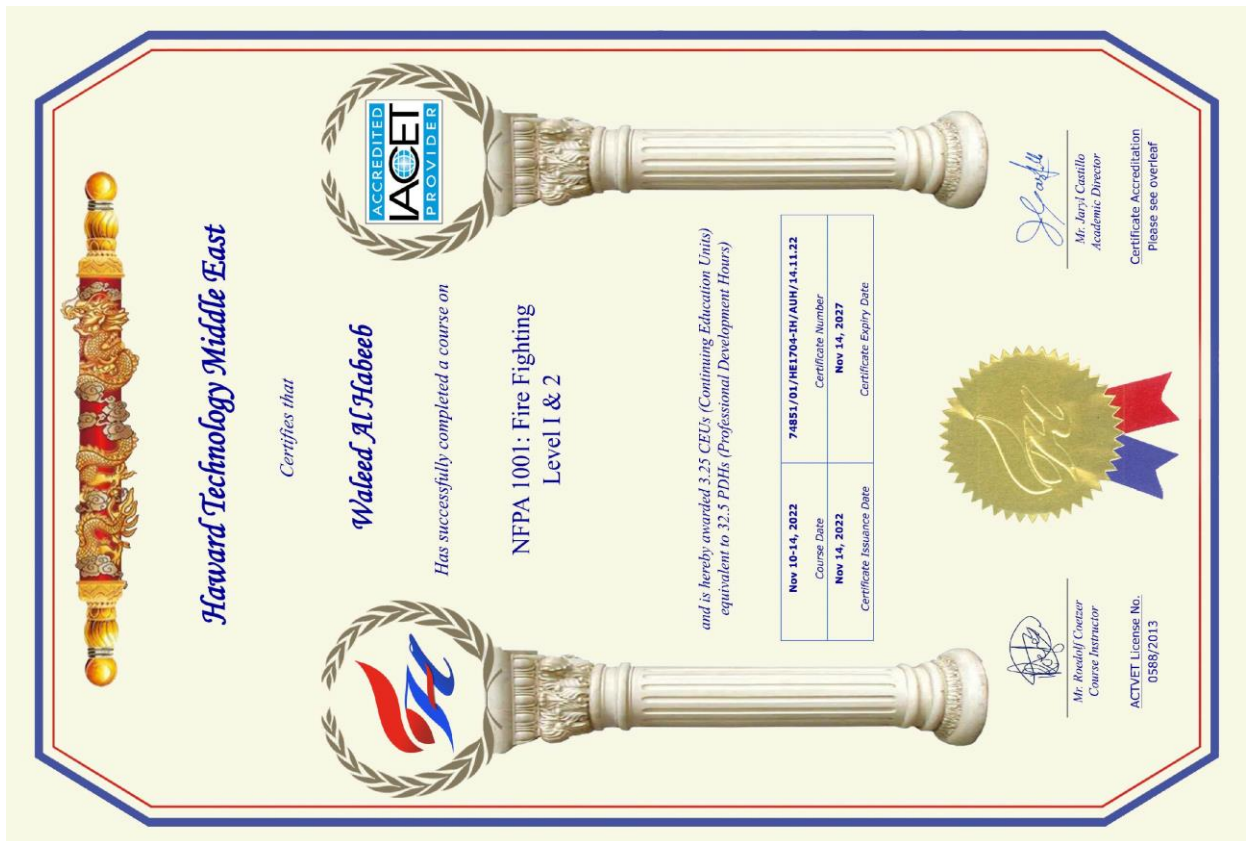 Haward Technology Middle East
Certifies that
ACCREDITED
IACET
PROVIDER
Waleed Al Habeeb
Has successfully completed a course on
NFPA 1001: Fire Fighting
Level I & 2
and is hereby awarded 3.25 CEUs (Continuing Education Units)
equivalent to 32.5 PDHs (Professional Development Hours)
Nov 10-14, 2022 74851/01/HE1704-IH/AUH/14.11.22
Course Date Certificate Number
Nov 14, 2022 Nov 14, 2027
Certificate Issuance Date Certificate Expiry Date
Mr. Roedolf Coetzer
Course Instructor
ACTVET License No.
0588/2013
Mr. Jaryl Castillo
Academic Director
Certificate Accreditation
Please see overleaf